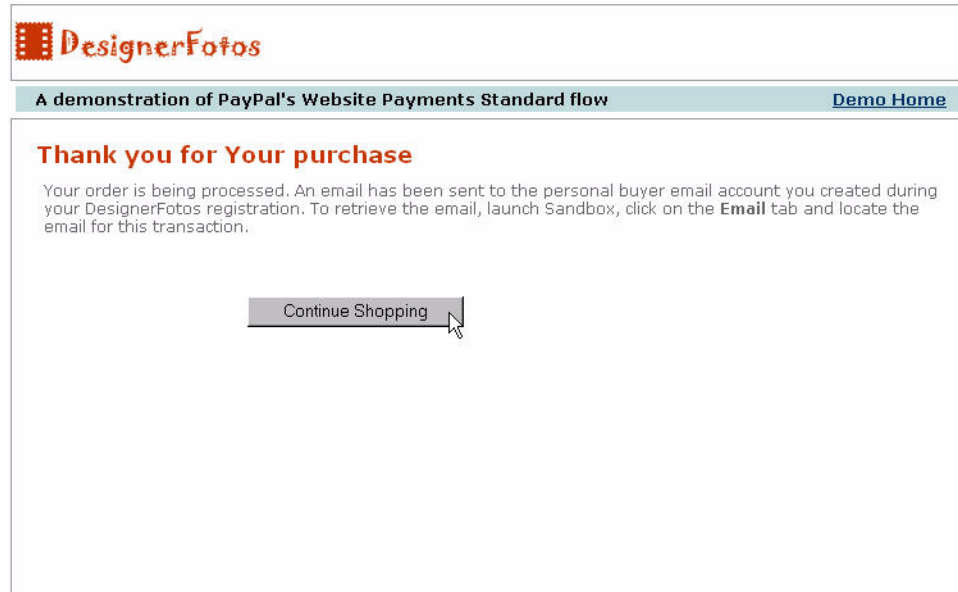 DesignerFotos
A demonstration of PayPal's Website Payments Standard flow
Demo Home
Thank you for Your purchase
Your order is being processed. An email has been sent to the personal buyer email account you created during
your DesignerFotos registration. To retrieve the email, launch Sandbox, click on the Email tab and locate the
email for this transaction.
Continue Shopping